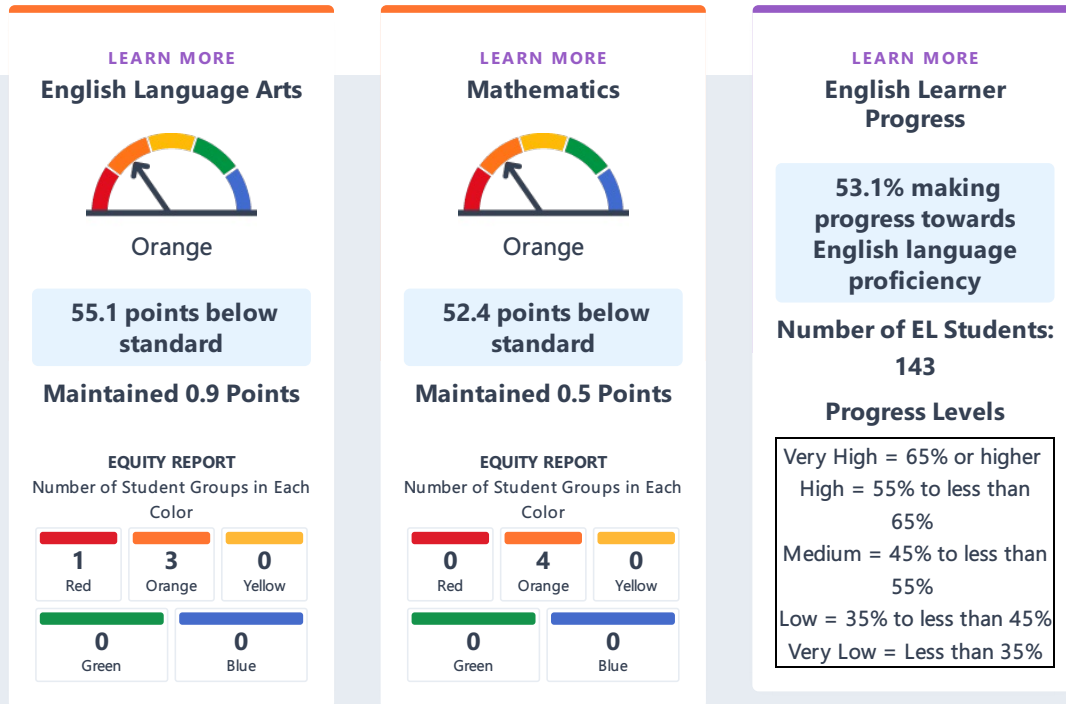 LEARN MORE
English Language Arts
Orange
55.1 points below
standard
Maintained 0.9 Points
EQUITY REPORT
Number of Student Groups in Each
Color
1
Red
3
Orange
0
Yellow
0
Green
0
Blue
LEARN MORE
Mathematics
Orange
52.4 points below
standard
Maintained 0.5 Points
EQUITY REPORT
Number of Student Groups in Each
Color
0
Red
4
Orange
0
Yellow
0
Green
0
Blue
LEARN MORE
English Learner
Progress
53.1% making
progress towards
English language
proficiency
Number of EL Students:
143
Progress Levels
Very High = 65% or higher
High = 55% to less than
65%
Medium = 45% to less than
55%
Low = 35% to less than 45%
Very Low = Less than 35%